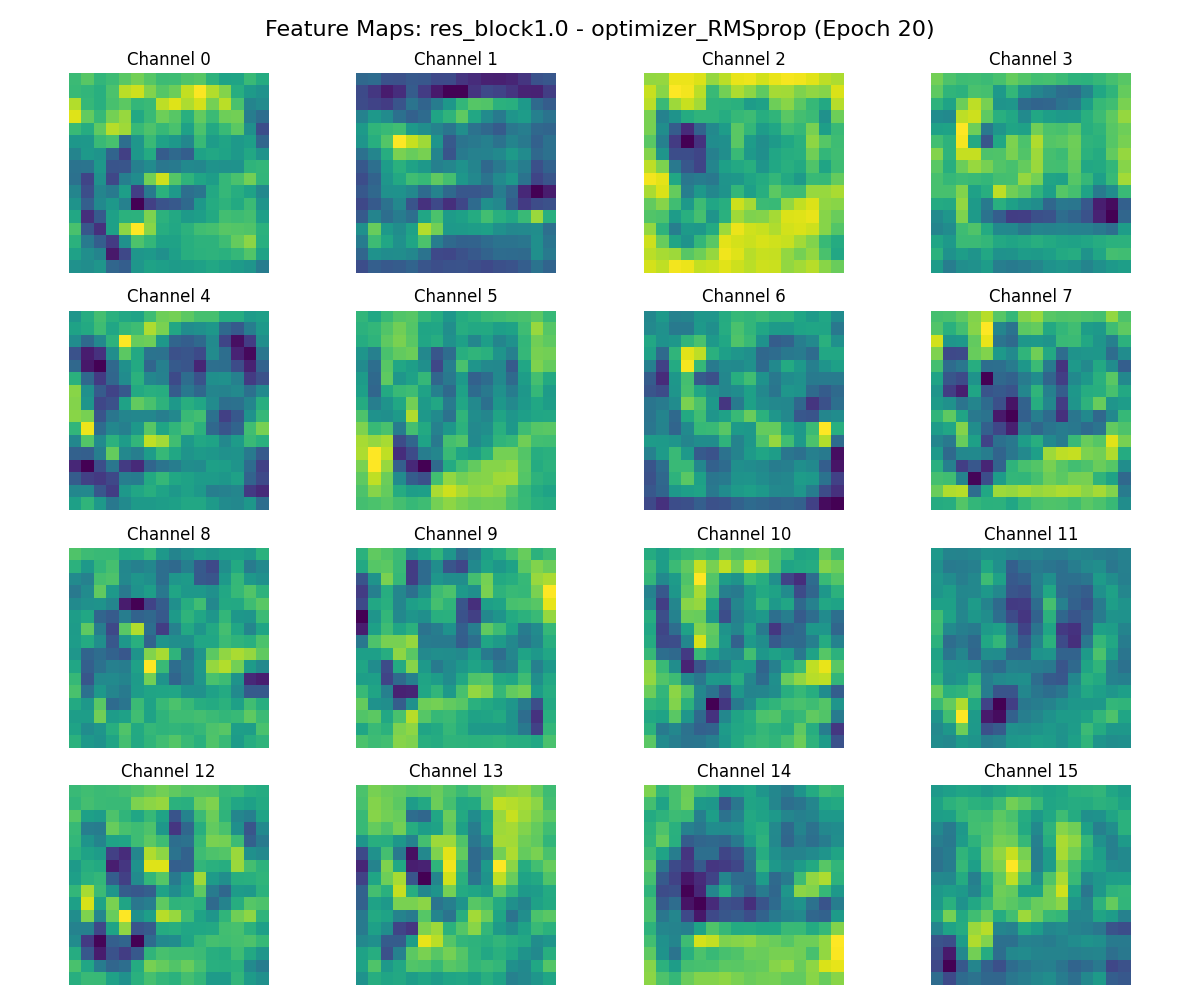 Feature Maps: res_block1.0 - optimizer_RMSprop (Epoch 20)
Channel 0
Channel 1
Channel 2
Channel 3
Channel 4
Channel 5
Channel 6
Channel 7
Channel 8
Channel 9
Channel 10
Channel 11
Channel 12
Channel 13
Channel 14
Channel 15